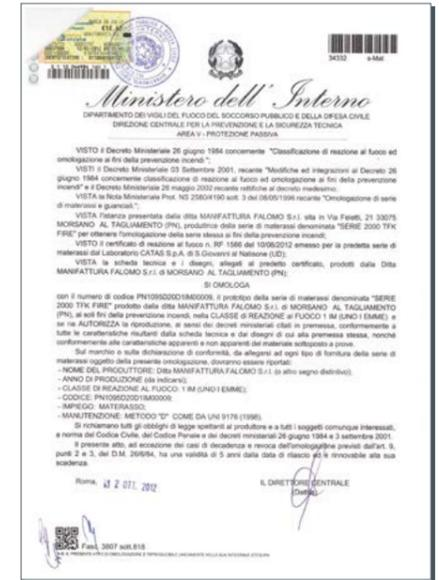 34332 e-Mat
Ministero dell' Interno
DIPARTIMENTO DEI VIGILI DEL FUOCO DEL SOCCORSO PUBBLICO E DELLA DIFESA CIVILE
DIREZIONE CENTRALE PER LA PREVENZIONE E LA SICUREZZA TECNICA
AREA V - PROTEZIONE PASSIVA
VISTO il Decreto Ministeriale 26 giugno 1984 concernente "Classificazione di reazione al fuoco ed
omologazione ai fini della prevenzione incendi";
VISTI il Decreto Ministeriale 03 Settembre 2001, recante "Modifiche ed integrazioni al Decreto 26
giugno 1984 concernente classificazione di reazione al fuoco ed omologazione ai fini della prevenzione
incendi" e il Decreto Ministeriale 28 maggio 2002 recante rettifiche al decreto medesimo;
VISTA la Nota Ministeriale Prot. NS 2580/4190 sott. 3 del 08/05/1998 recante "Omologazione di serie
di materassi e guanciali.";
VISTA l'istanza presentata dalla ditta MANIFATTURA FALOMO S.r.l. sita in Via Faletti, 21 33075
MORSANO AL TAGLIAMENTO (PN), produttrice della serie di materassi denominata "SERIE 2000 TFK
FIRE" per ottenere l'omologazione della serie stessa ai fini della prevenzione incendi;
VISTO il certificato di reazione al fuoco n. RF 1586 del 10/08/2012 emesso per la predetta serie di
materassi dal Laboratorio CATAS S.p.A. di S.Giovanni al Natisone (UD);
VISTA la scheda tecnica e i disegni, allegati al predetto certificato, prodotti dalla Ditta
MANIFATTURA FALOMO S.r.l. di MORSANO AL TAGLIAMENTO (PN);
SI OMOLOGA
con il numero di codice PN1095D20D1IM00009, il prototipo della serie di materassi denominata "SERIE
2000 TFK FIRE" prodotto dalla ditta MANIFATTURA FALOMO S.r.l. di MORSANO AL TAGLIAMENTO
(PN), ai soli fini della prevenzione incendi, nella CLASSE di REAZIONE al FUOCO 1 IM (UNO I EMME) e
se ne AUTORIZZA la riproduzione, ai sensi dei decreti ministeriali citati in premessa, conformemente a
tutte le caratteristiche risultanti dalla scheda tecnica e dai disegni di cui alla premessa stessa, nonché
conformemente alle caratteristiche apparenti e non apparenti del materiale sottoposto a prove.
Sul marchio e sulla dichiarazione di conformità, da allegarsi ad ogni tipo di fornitura della serie di
materassi oggetto della presente omologazione, dovranno essere riportati:
- NOME DEL PRODUTTORE: Ditta MANIFATTURA FALOMO S.r.l. (o altro segno distintivo).
- ANNO DI PRODUZIONE (da indicarsi);
- CLASSE DI REAZIONE AL FUOCO: 1 IM (UNO I EMME);
- CODICE: PN1095D20D1IM00009;
- IMPIEGO: MATERASSO;
- MANUTENZIONE: METODO "D" COME DA UNI 9176 (1998).
Si richiamano tutti gli obblighi di legge spettanti al produttore e a tutti i soggetti comunque interessati,
a norma del Codice Civile, del Codice Penale e dei decreti ministeriali 26 giugno 1984 e 3 settembre 2001.
Il presente atto, ad eccezione dei casi di decadenza e revoca dell'omologazione previsti dall'art. 9,
punti 2 e 3, del D.M. 26/6/84, ha una validità di 5 anni dalla data di rilascio ed è rinnovabile alla sua
scadenza.
Roma, 2 OTT. 2012
IL DIRETTORE CENTRALE
Fasc. 3807 sott.818